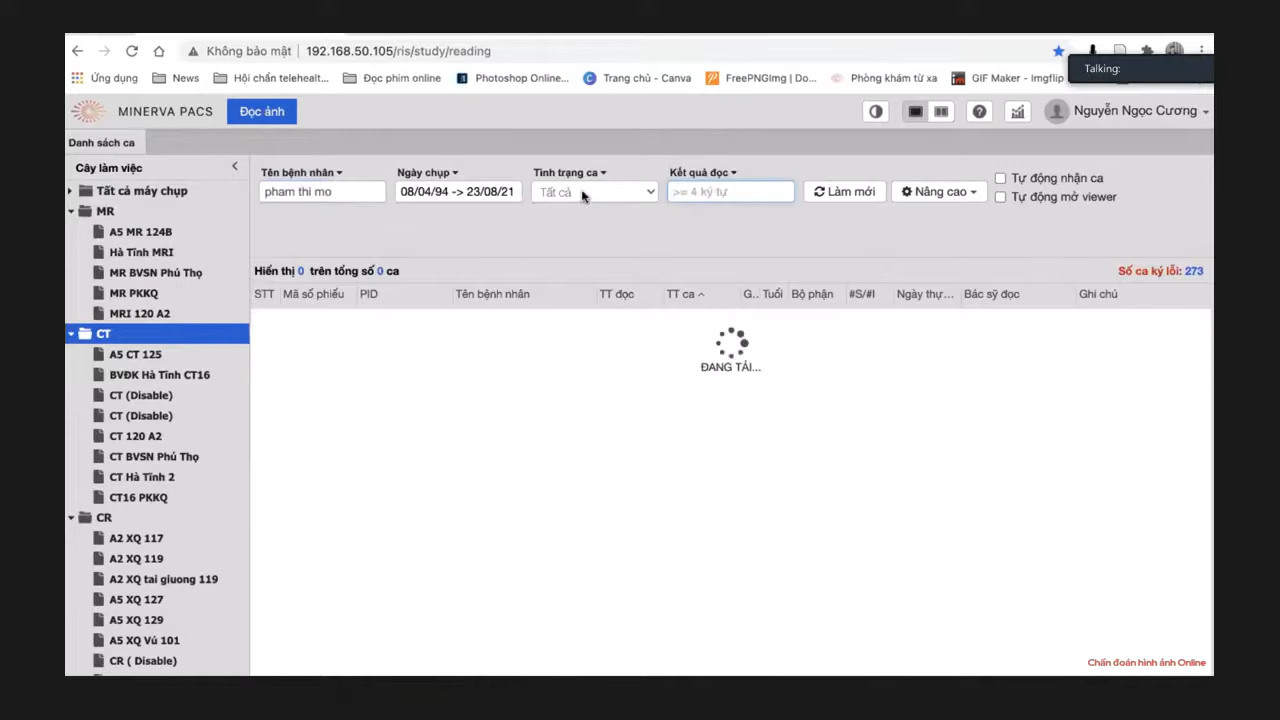 Không bảo mật | 192.168.50.105/ris/study/reading
Ứng dụng News Hội chẩn telehealt... Đọc phim online Photoshop Online... Trang chủ - Canva FreePNGImg | Do... Phòng khám từ xa GIF Maker - Imgflip
Talking:
MINERVA PACS Đọc ảnh Nguyễn Ngọc Cương
Danh sách ca
Cây làm việc
Tất cả máy chụp
MR
A5 MR 124B
Hà Tĩnh MRI
MR BVSN Phú Thọ
MR PKKQ
MRI 120 A2
CT
A5 CT 125
BVĐK Hà Tĩnh CT16
CT (Disable)
CT (Disable)
CT 120 A2
CT BVSN Phú Thọ
CT Hà Tĩnh 2
CT16 PKKQ
CR
A2 XQ 117
A2 XQ 119
A2 XQ tai giuong 119
A5 XQ 127
A5 XQ 129
A5 XQ Vú 101
CR ( Disable)
Tên bệnh nhân Ngày chụp Tình trạng ca Kết quả đọc
pham thi mo 08/04/94 -> 23/08/21 Tất cả >= 4 ký tự Làm mới Nâng cao
Tự động nhận ca
Tự động mở viewer
Hiển thị 0 trên tổng số 0 ca Số ca ký lỗi: 273
STT Mã số phiếu PID Tên bệnh nhân TT đọc TT ca G.. Tuổi Bộ phận #S/#I Ngày thự... Bác sỹ đọc Ghi chú
ĐANG TẢI...
Chẩn đoán hình ảnh Online